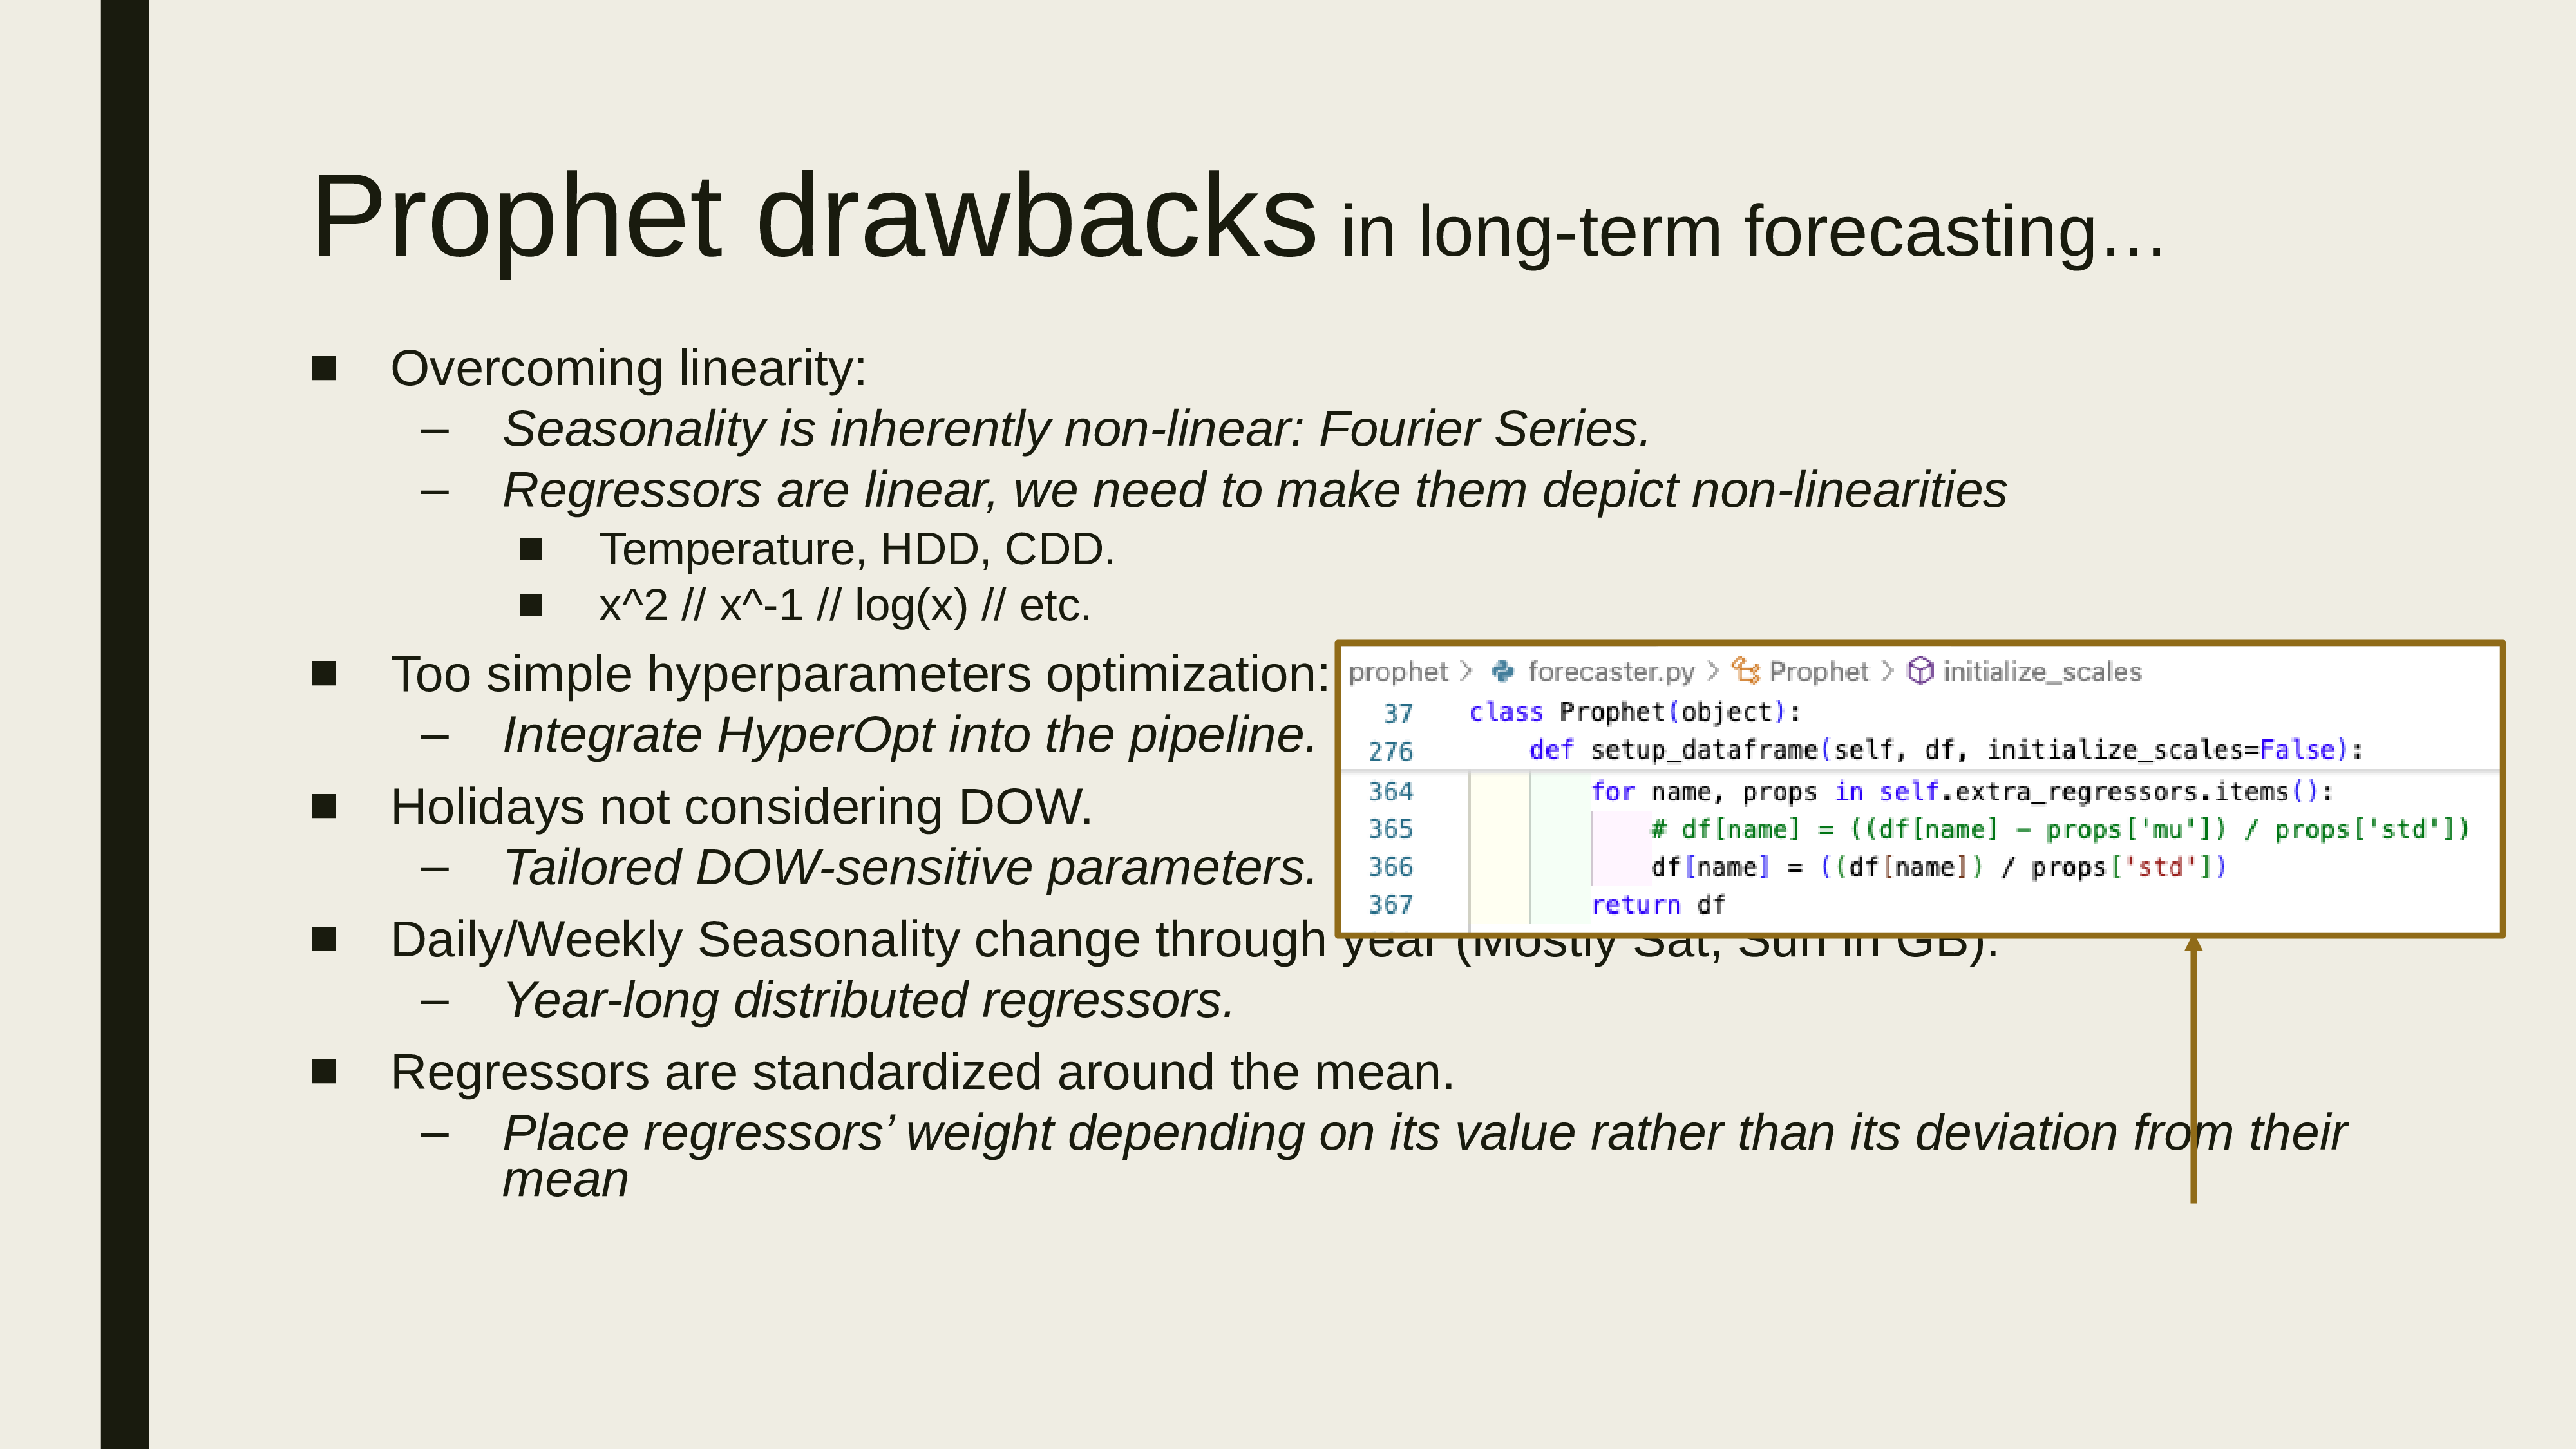 Prophet drawbacks in long-term forecasting…
■ Overcoming linearity:
– Seasonality is inherently non-linear: Fourier Series.
– Regressors are linear, we need to make them depict non-linearities
■ Temperature, HDD, CDD.
■ x^2 // x^-1 // log(x) // etc.
■ Too simple hyperparameters optimization:
– Integrate HyperOpt into the pipeline.
■ Holidays not considering DOW.
– Tailored DOW-sensitive parameters.
■ Daily/Weekly Seasonality change through year (Mostly Sat, Sun in GB).
– Year-long distributed regressors.
■ Regressors are standardized around the mean.
– Place regressors’ weight depending on its value rather than its deviation from their
mean
prophet > forecaster.py > Prophet > initialize_scales
37 class Prophet(object):
276 def setup_dataframe(self, df, initialize_scales=False):
364 for name, props in self.extra_regressors.items():
365 # df[name] = ((df[name] - props['mu']) / props['std'])
366 df[name] = ((df[name]) / props['std'])
367 return df